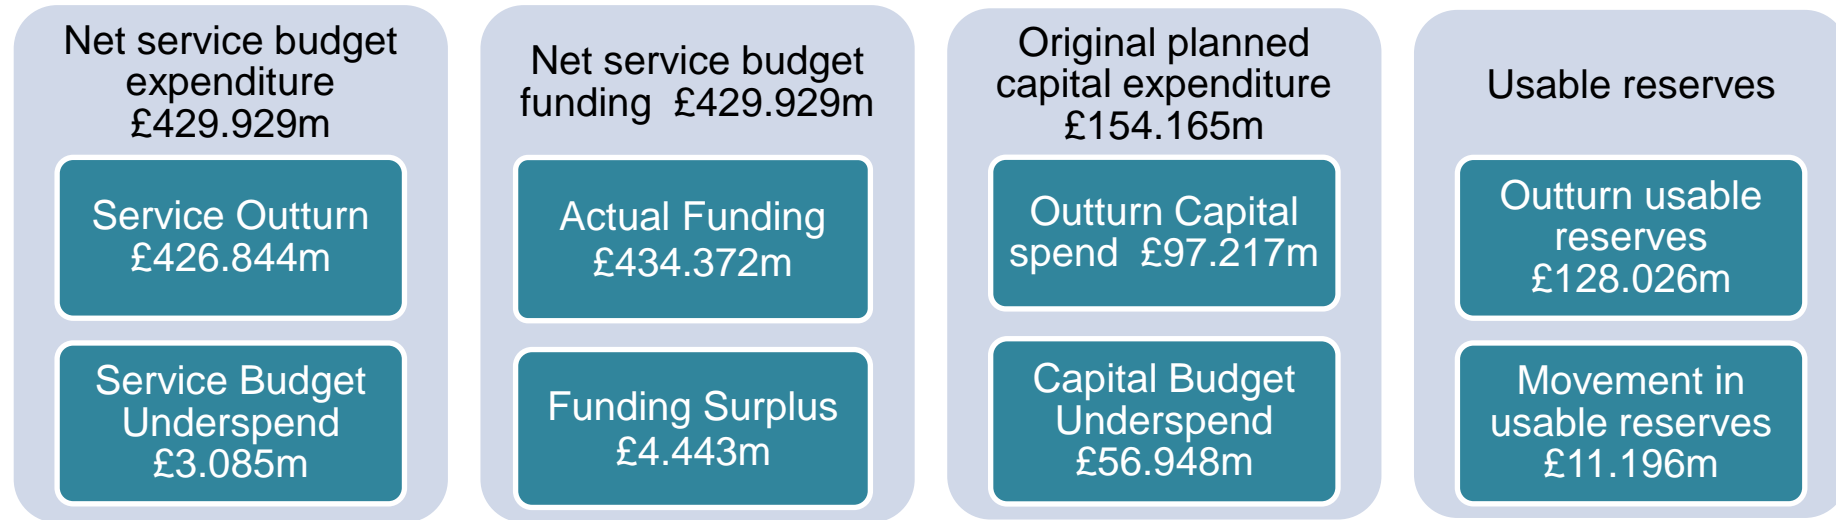 Net service budget
expenditure
£429.929m
Service Outturn
£426.844m
Service Budget
Underspend
£3.085m
Net service budget
funding £429.929m
Actual Funding
£434.372m
Funding Surplus
£4.443m
Original planned
capital expenditure
£154.165m
Outturn Capital
spend £97.217m
Capital Budget
Underspend
£56.948m
Usable reserves
Outturn usable
reserves
£128.026m
Movement in
usable reserves
£11.196m